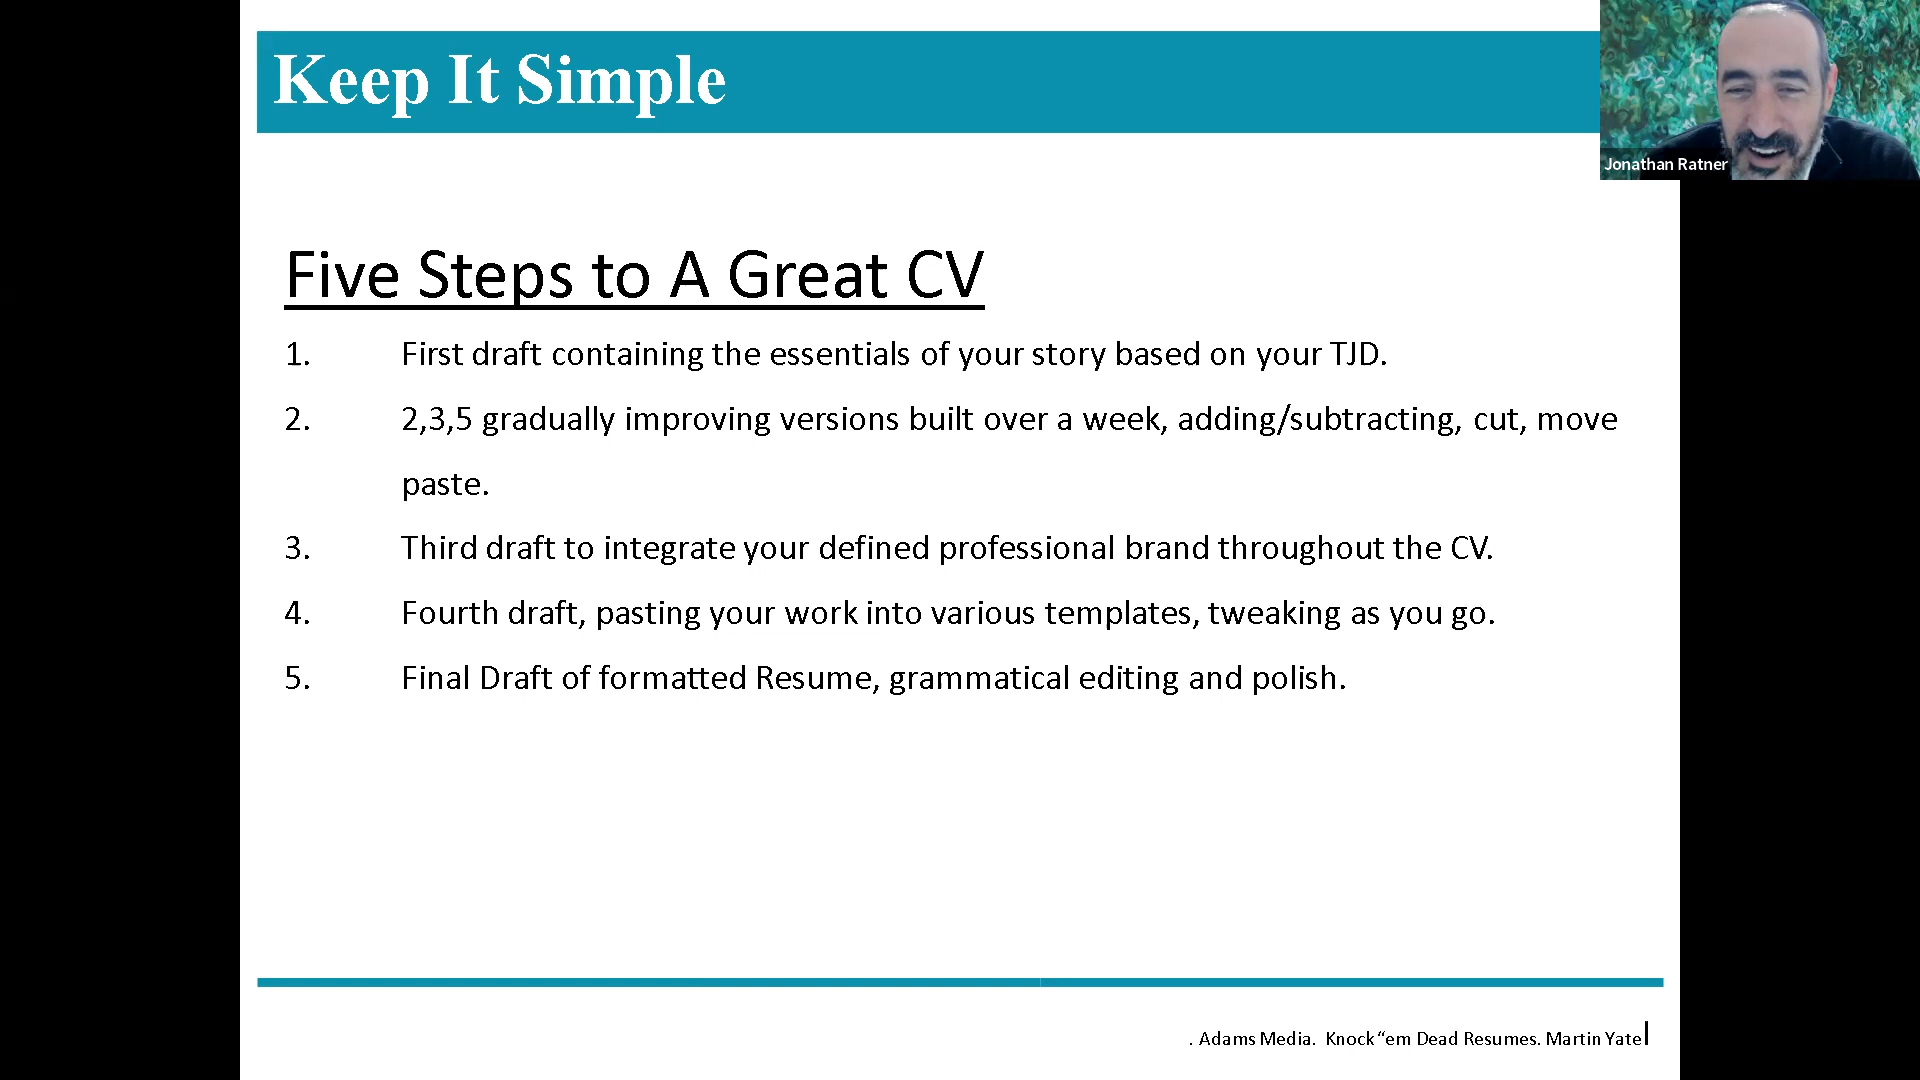 Keep It Simple
Jonathan Ratner
Five Steps to A Great CV
1. First draft containing the essentials of your story based on your TJD.
2. 2,3,5 gradually improving versions built over a week, adding/subtracting, cut, move
paste.
3. Third draft to integrate your defined professional brand throughout the CV.
4. Fourth draft, pasting your work into various templates, tweaking as you go.
5. Final Draft of formatted Resume, grammatical editing and polish.
. Adams Media. Knock “em Dead Resumes. Martin Yate